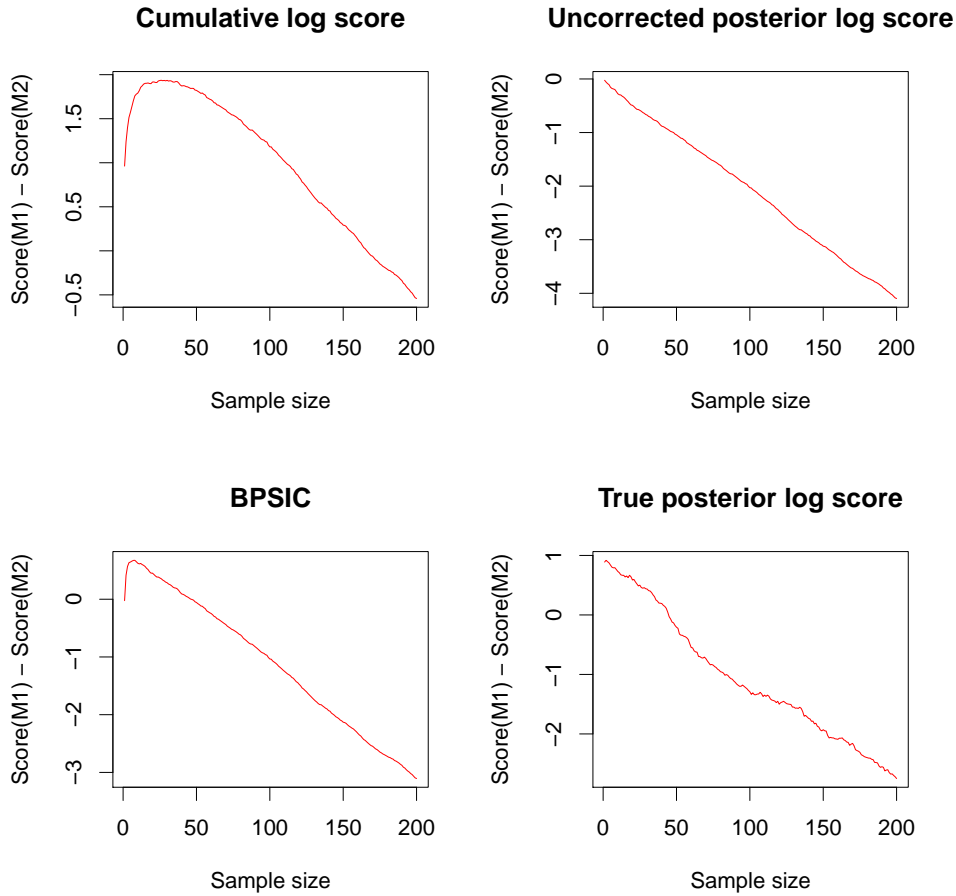 Cumulative log score
Score(M1) − Score(M2)
1.5
0.5
−0.5
0 50 100 150 200
Sample size
Uncorrected posterior log score
Score(M1) − Score(M2)
0
−1
−2
−3
−4
0 50 100 150 200
Sample size
BPSIC
Score(M1) − Score(M2)
0
−1
−2
−3
0 50 100 150 200
Sample size
True posterior log score
Score(M1) − Score(M2)
1
0
−1
−2
0 50 100 150 200
Sample size